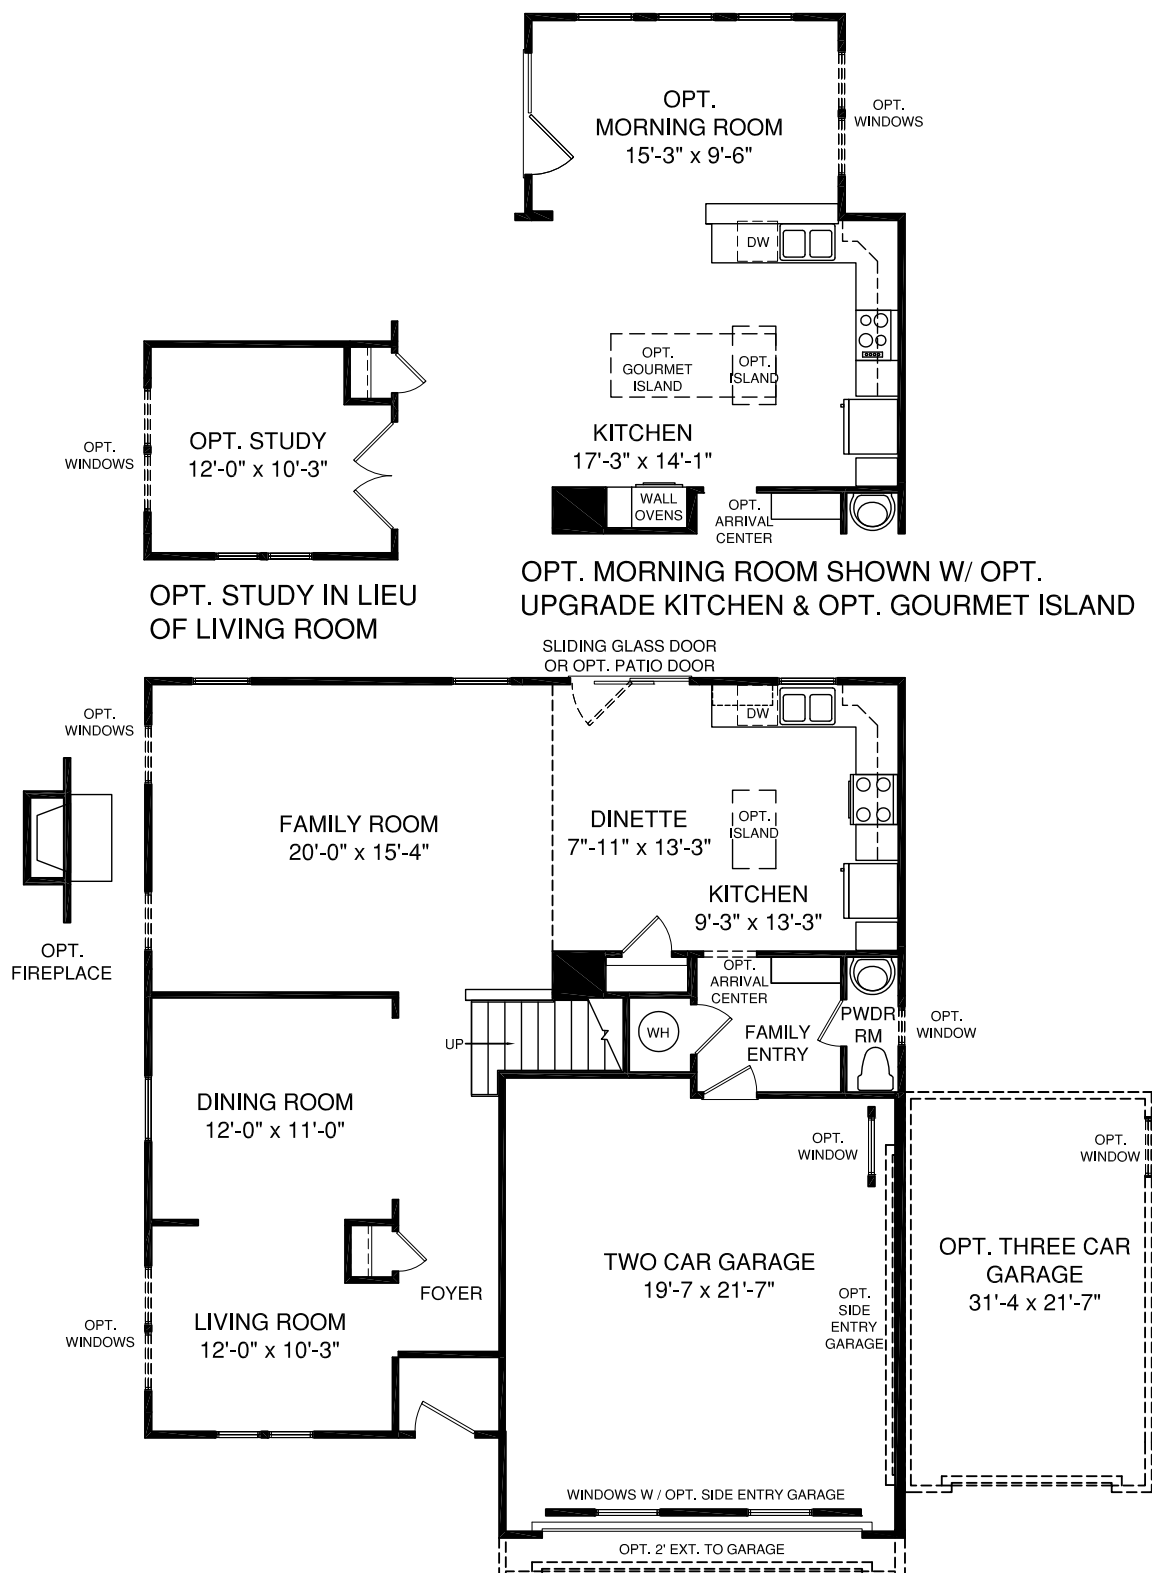 OPT.
MORNING ROOM
15'-3" x 9'-6"
OPT.
WINDOWS
DW
OPT.
GOURMET
ISLAND
OPT.
ISLAND
KITCHEN
17'-3" x 14'-1"
WALL
OVENS
OPT.
ARRIVAL
CENTER
OPT.
WINDOWS
OPT. STUDY
12'-0" x 10'-3"
OPT. STUDY IN LIEU
OF LIVING ROOM
OPT. MORNING ROOM SHOWN W/ OPT.
UPGRADE KITCHEN & OPT. GOURMET ISLAND
SLIDING GLASS DOOR
OR OPT. PATIO DOOR
OPT.
WINDOWS
DW
FAMILY ROOM
20'-0" x 15'-4"
DINETTE
7"-11" x 13'-3"
OPT.
ISLAND
KITCHEN
9'-3" x 13'-3"
OPT.
FIREPLACE
OPT.
ARRIVAL
CENTER
UP
WH
FAMILY
ENTRY
PWDR
RM
OPT.
WINDOW
DINING ROOM
12'-0" x 11'-0"
OPT.
WINDOW
OPT.
WINDOW
TWO CAR GARAGE
19'-7 x 21'-7"
OPT. THREE CAR
GARAGE
31'-4 x 21'-7"
FOYER
OPT.
SIDE
ENTRY
GARAGE
LIVING ROOM
12'-0" x 10'-3"
OPT.
WINDOWS
WINDOWS W / OPT. SIDE ENTRY GARAGE
OPT. 2' EXT. TO GARAGE